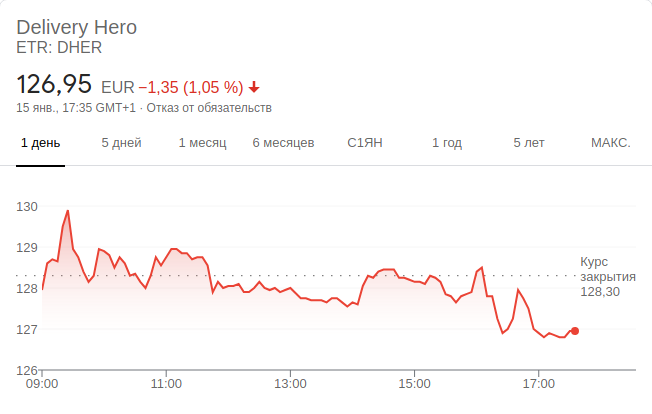 Delivery Hero
ETR: DHER
126,95 EUR −1,35 (1,05 %)
15 янв., 17:35 GMT+1 · Отказ от обязательств
1 день 5 дней 1 месяц 6 месяцев С1ЯН 1 год 5 лет МАКС.
130
129
128
127
126
Курс
закрытия
128,30
09:00 11:00 13:00 15:00 17:00